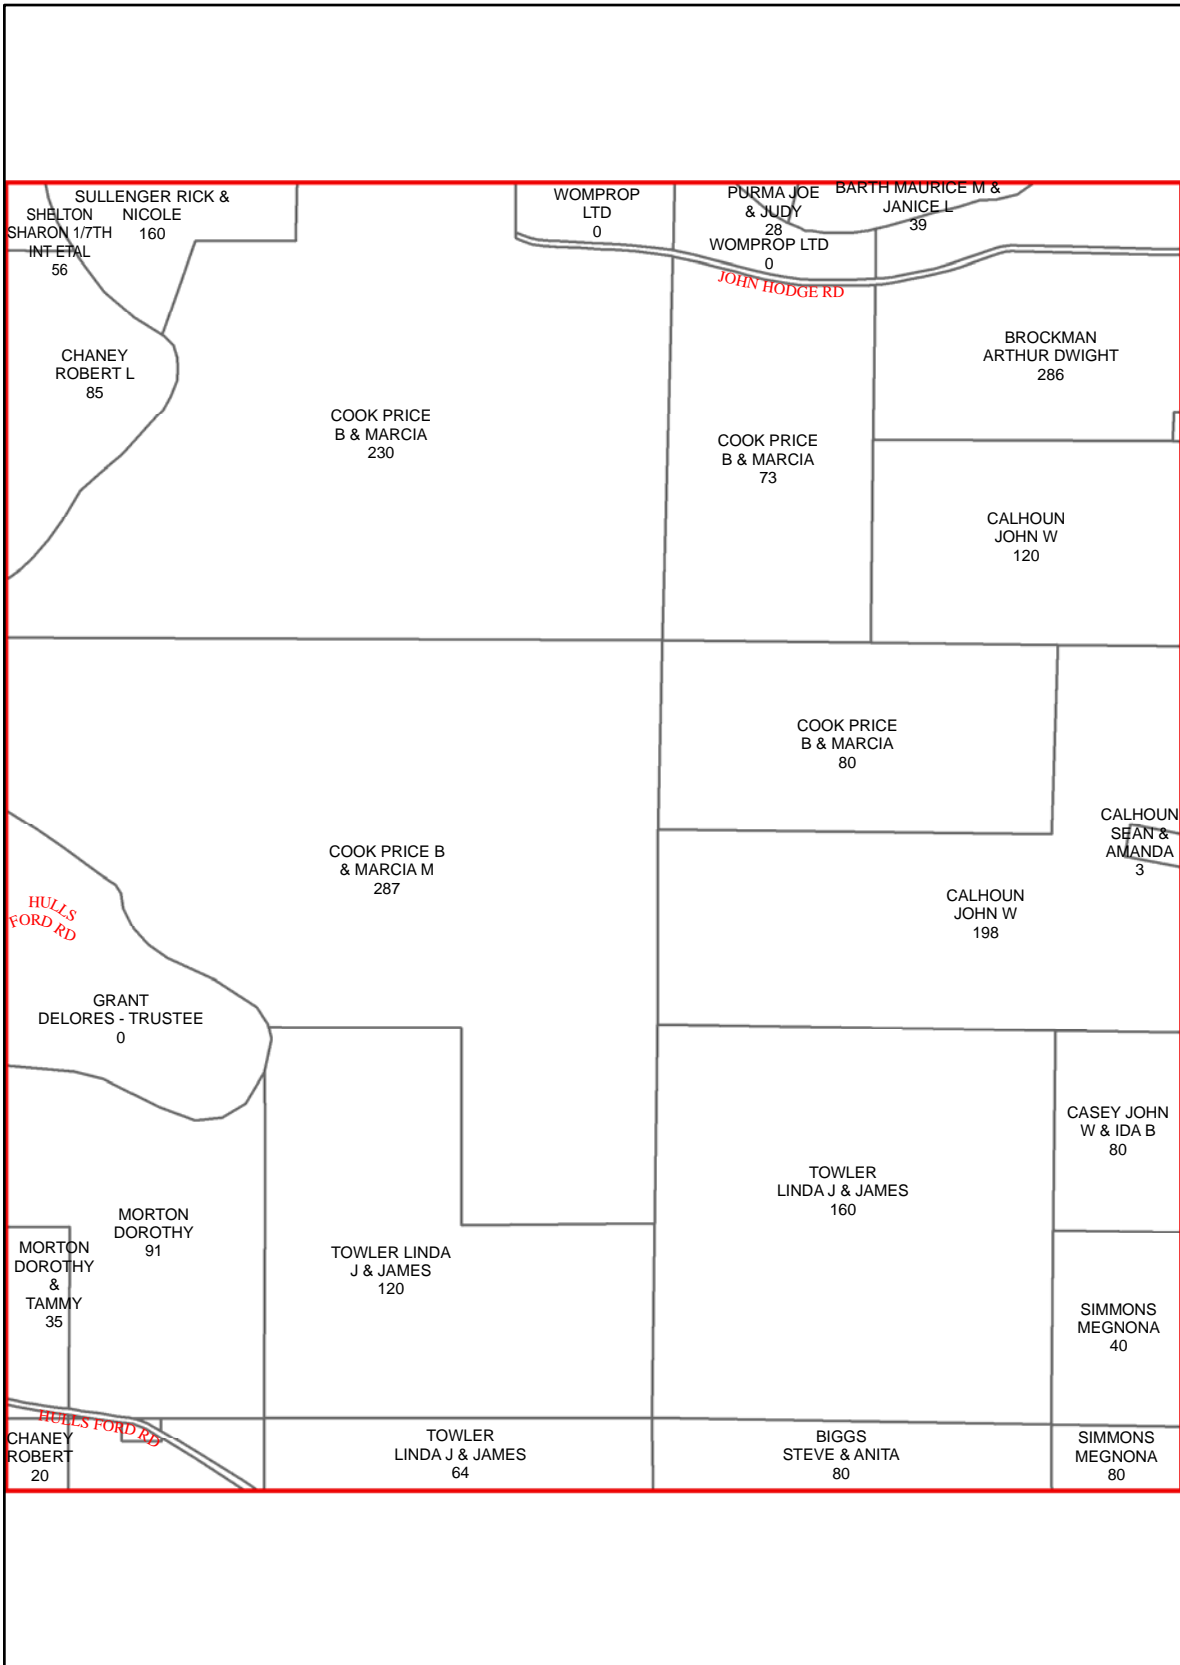 SULLENGER RICK &
NICOLE
160
SHELTON
SHARON 1/7TH
INT ETAL
56
WOMPROP
LTD
0
PURMA JOE
& JUDY
28
WOMPROP LTD
0
BARTH MAURICE M &
JANICE L
39
JOHN HODGE RD
CHANEY
ROBERT L
85
COOK PRICE
B & MARCIA
230
COOK PRICE
B & MARCIA
73
BROCKMAN
ARTHUR DWIGHT
286
CALHOUN
JOHN W
120
COOK PRICE
B & MARCIA
80
CALHOUN
SEAN &
AMANDA
3
COOK PRICE B
& MARCIA M
287
CALHOUN
JOHN W
198
HULLS
FORD RD
GRANT
DELORES - TRUSTEE
0
CASEY JOHN
W & IDA B
80
TOWLER
LINDA J & JAMES
160
MORTON
DOROTHY
91
MORTON
DOROTHY
&
TAMMY
35
TOWLER LINDA
J & JAMES
120
SIMMONS
MEGNONA
40
HULLS FORD RD
CHANEY
ROBERT
20
TOWLER
LINDA J & JAMES
64
BIGGS
STEVE & ANITA
80
SIMMONS
MEGNONA
80